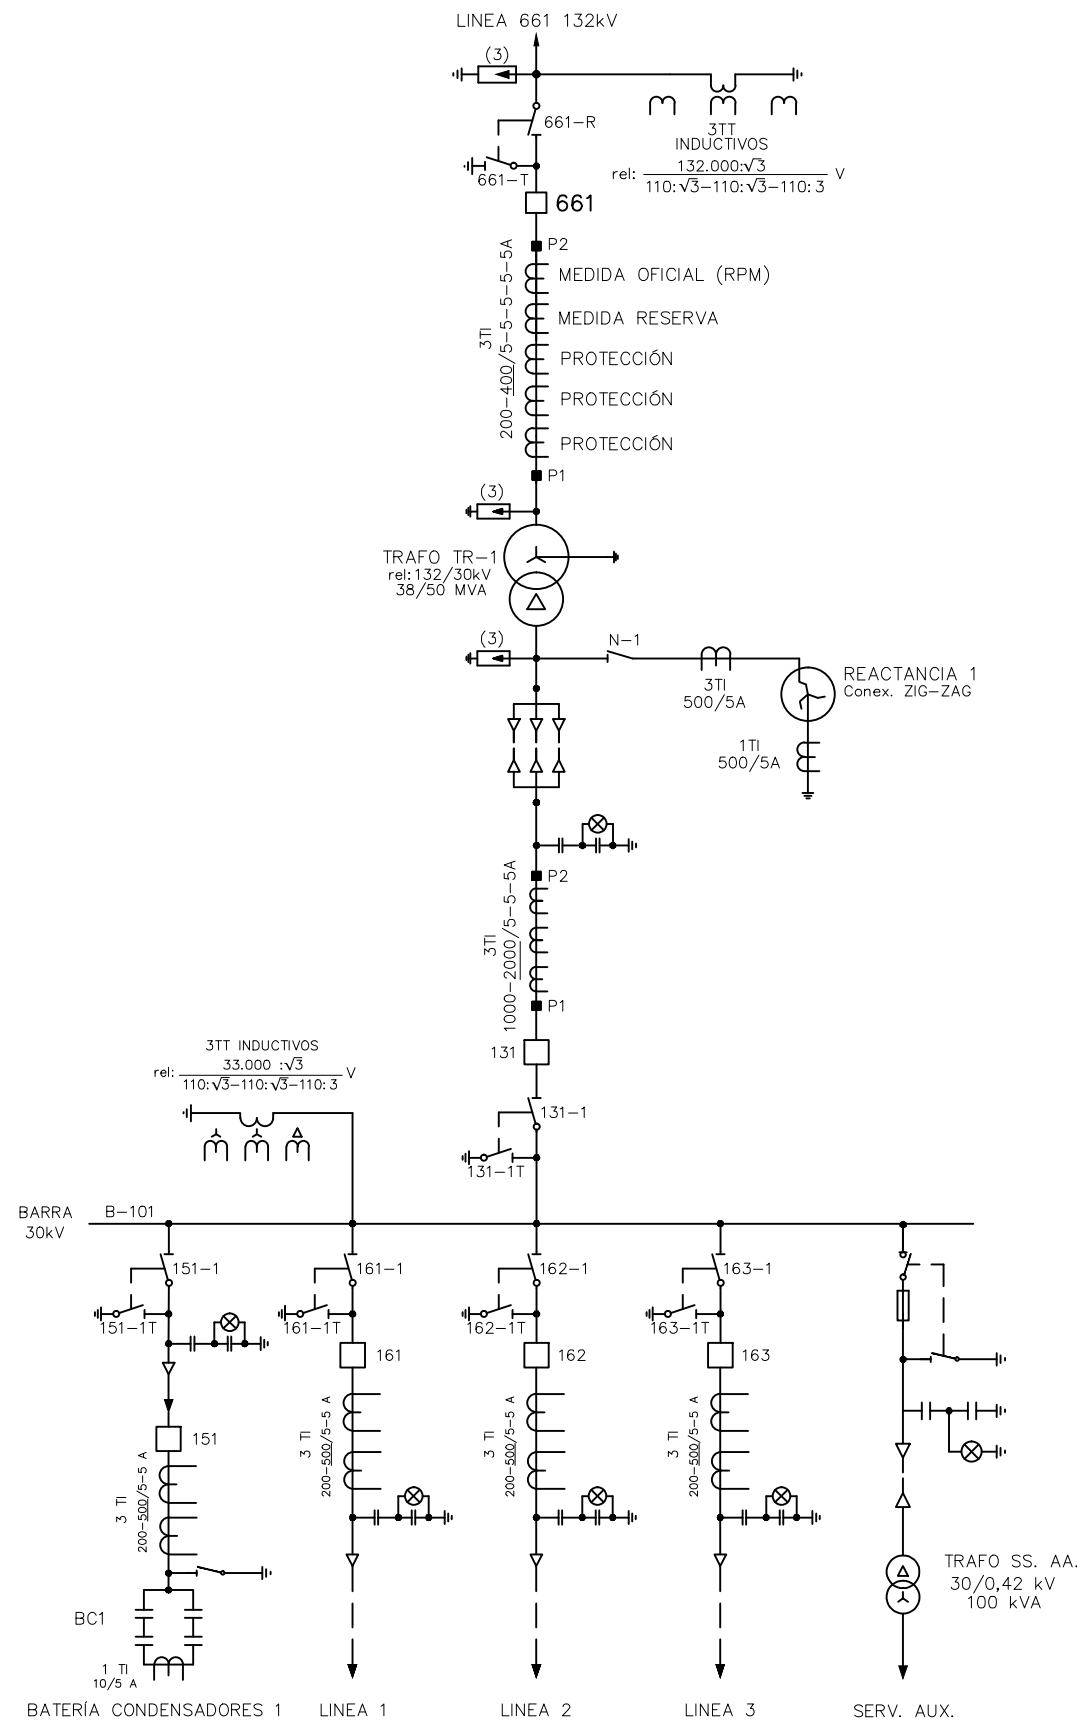 LINEA 661 132kV
(3)
661-R
3TT
INDUCTIVOS
rel: 132.000:√3 V
110:√3-110:√3-110:3
661-T
661
P2
3TI
200-400/5-5-5-5-5A
MEDIDA OFICIAL (RPM)
MEDIDA RESERVA
PROTECCIÓN
PROTECCIÓN
PROTECCIÓN
P1
(3)
TRAFO TR-1
rel:132/30kV
38/50 MVA
(3)
N-1
3TI
500/5A
REACTANCIA 1
Conex. ZIG-ZAG
1TI
500/5A
P2
3TI
1000-2000/5-5-5A
P1
131
3TT INDUCTIVOS
rel: 33.000 :√3 V
110:√3-110:√3-110:3
131-1
131-1T
BARRA
30kV
B-101
151-1
161-1
162-1
163-1
151-1T
161-1T
162-1T
163-1T
161
162
163
151
3 TI
200-500/5-5 A
3 TI
200-500/5-5 A
3 TI
200-500/5-5 A
3 TI
200-500/5-5 A
TRAFO SS. AA.
30/0,42 kV
100 kVA
BC1
1 TI
10/5 A
BATERÍA CONDENSADORES 1
LINEA 1
LINEA 2
LINEA 3
SERV. AUX.